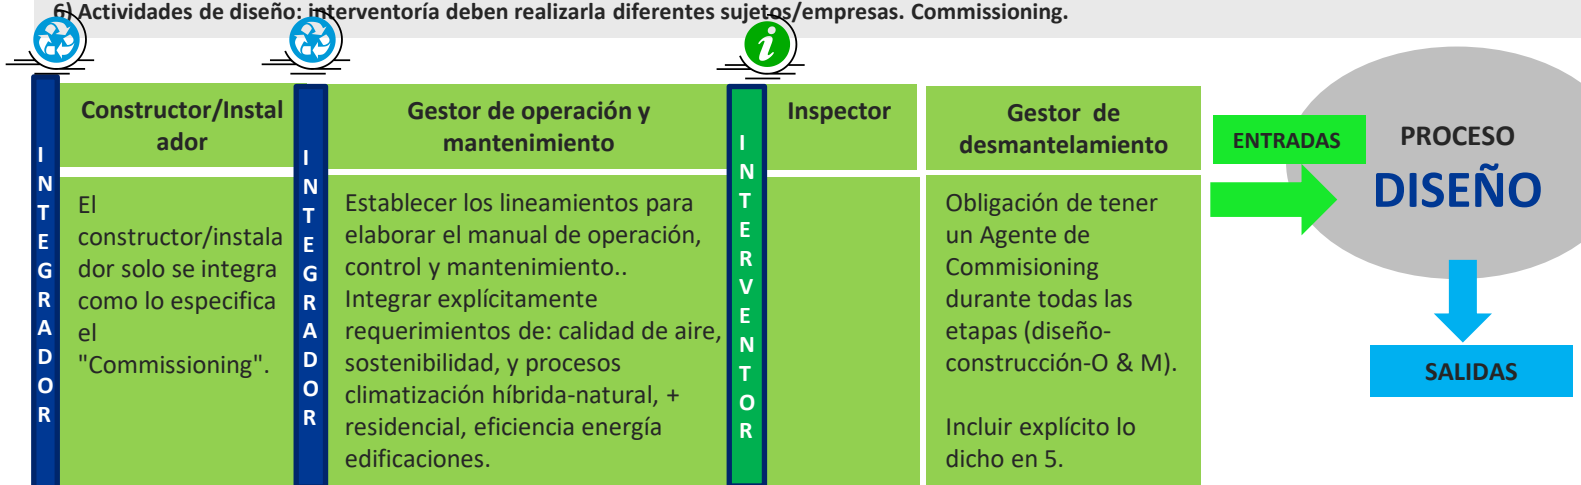 6) Actividades de diseño: interventoría deben realizarla diferentes sujetos/empresas. Commissioning.
INTEGRADOR
Constructor/Instal
ador
El
constructor/instala
dor solo se integra
como lo especifica
el
"Commissioning".
INTEGRADOR
Gestor de operación y
mantenimiento
Establecer los lineamientos para
elaborar el manual de operación,
control y mantenimiento..
Integrar explícitamente
requerimientos de: calidad de aire,
sostenibilidad, y procesos
climatización híbrida-natural, +
residencial, eficiencia energía
edificaciones.
INTERVENTOR
i
Inspector
Gestor de
desmantelamiento
Obligación de tener
un Agente de
Commisioning
durante todas las
etapas (diseño-
construcción-O & M).
Incluir explícito lo
dicho en 5.
ENTRADAS
PROCESO
DISEÑO
SALIDAS